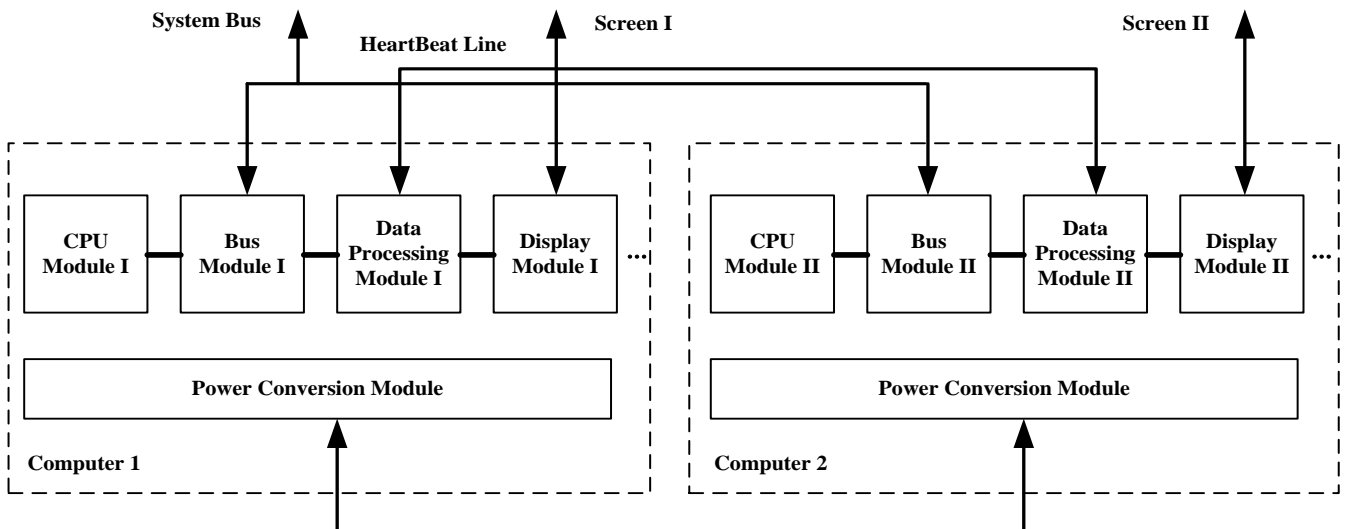 System Bus
Screen I
Screen II
HeartBeat Line
CPU
Module I
Bus
Module I
Data
Processing
Module I
Display
Module I
...
CPU
Module II
Bus
Module II
Data
Processing
Module II
Display
Module II
...
Power Conversion Module
Power Conversion Module
Computer 1
Computer 2